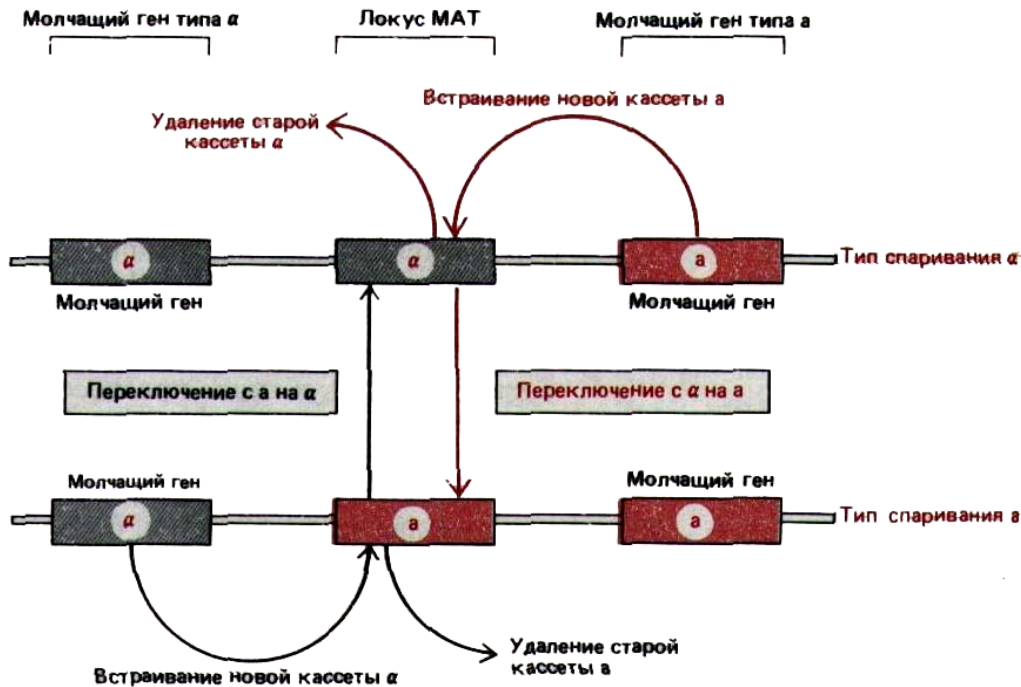 Молчащий ген типа α
Локус МАТ
Молчащий ген типа а
Встраивание новой кассеты а
Удаление старой
кассеты α
α
α
а
Тип спаривания α
Молчащий ген
Молчащий ген
Переключение с а на α
Переключение с α на а
Молчащий ген
Молчащий ген
α
а
а
Тип спаривания а
Удаление старой
кассеты а
Встраивание новой кассеты α